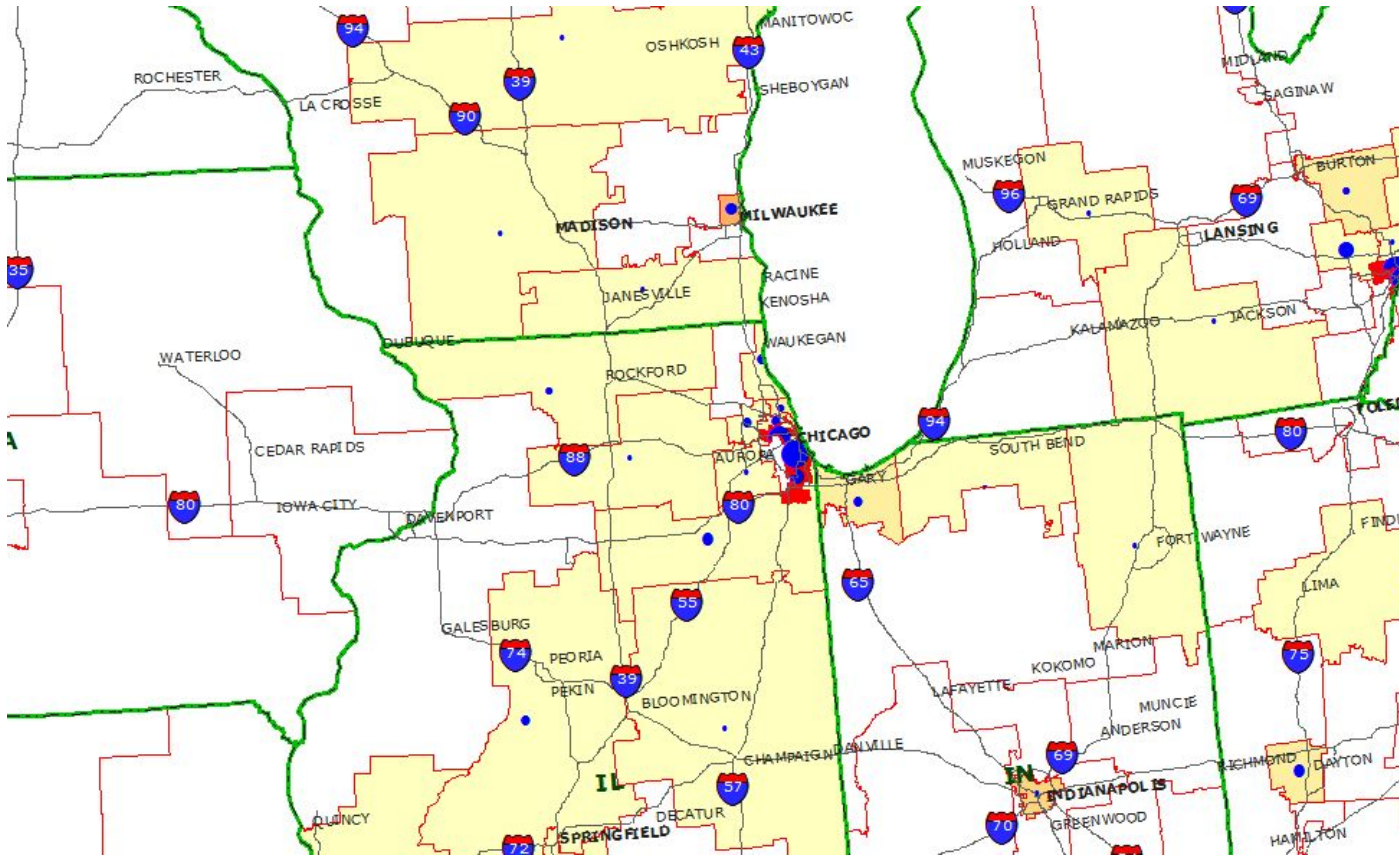 MANITOWOC
94
OSHKOSH
43
MIDLAND
ROCHESTER
39
SHEBOYGAN
SAGINAW
LA CROSSE
90
MUSKEGON
BURTON
96
GRAND RAPIDS
69
MADISON
MILWAUKEE
LANSING
HOLLAND
35
RACINE
JANESVILLE
KENOSHA
KALAMAZOO
JACKSON
DUBUQUE
WAUKEGAN
WATERLOO
ROCKFORD
TOLE
94
80
A
CHICAGO
SOUTH BEND
CEDAR RAPIDS
88
AURORA
GARY
80
IOWA CITY
80
DAVENPORT
FIND
FORT WAYNE
65
LIMA
55
GALESBURG
74
PEORIA
MARION
75
KOKOMO
39
PEKIN
BLOOMINGTON
LAFAYETTE
MUNCIE
ANDERSON
CHAMPAIGN
DANVILLE
69
RICHMOND
DAYTON
IL
IN
57
INDIANAPOLIS
QUINCY
DECATUR
70
GREENWOOD
SPRINGFIELD
72
HAMILTON